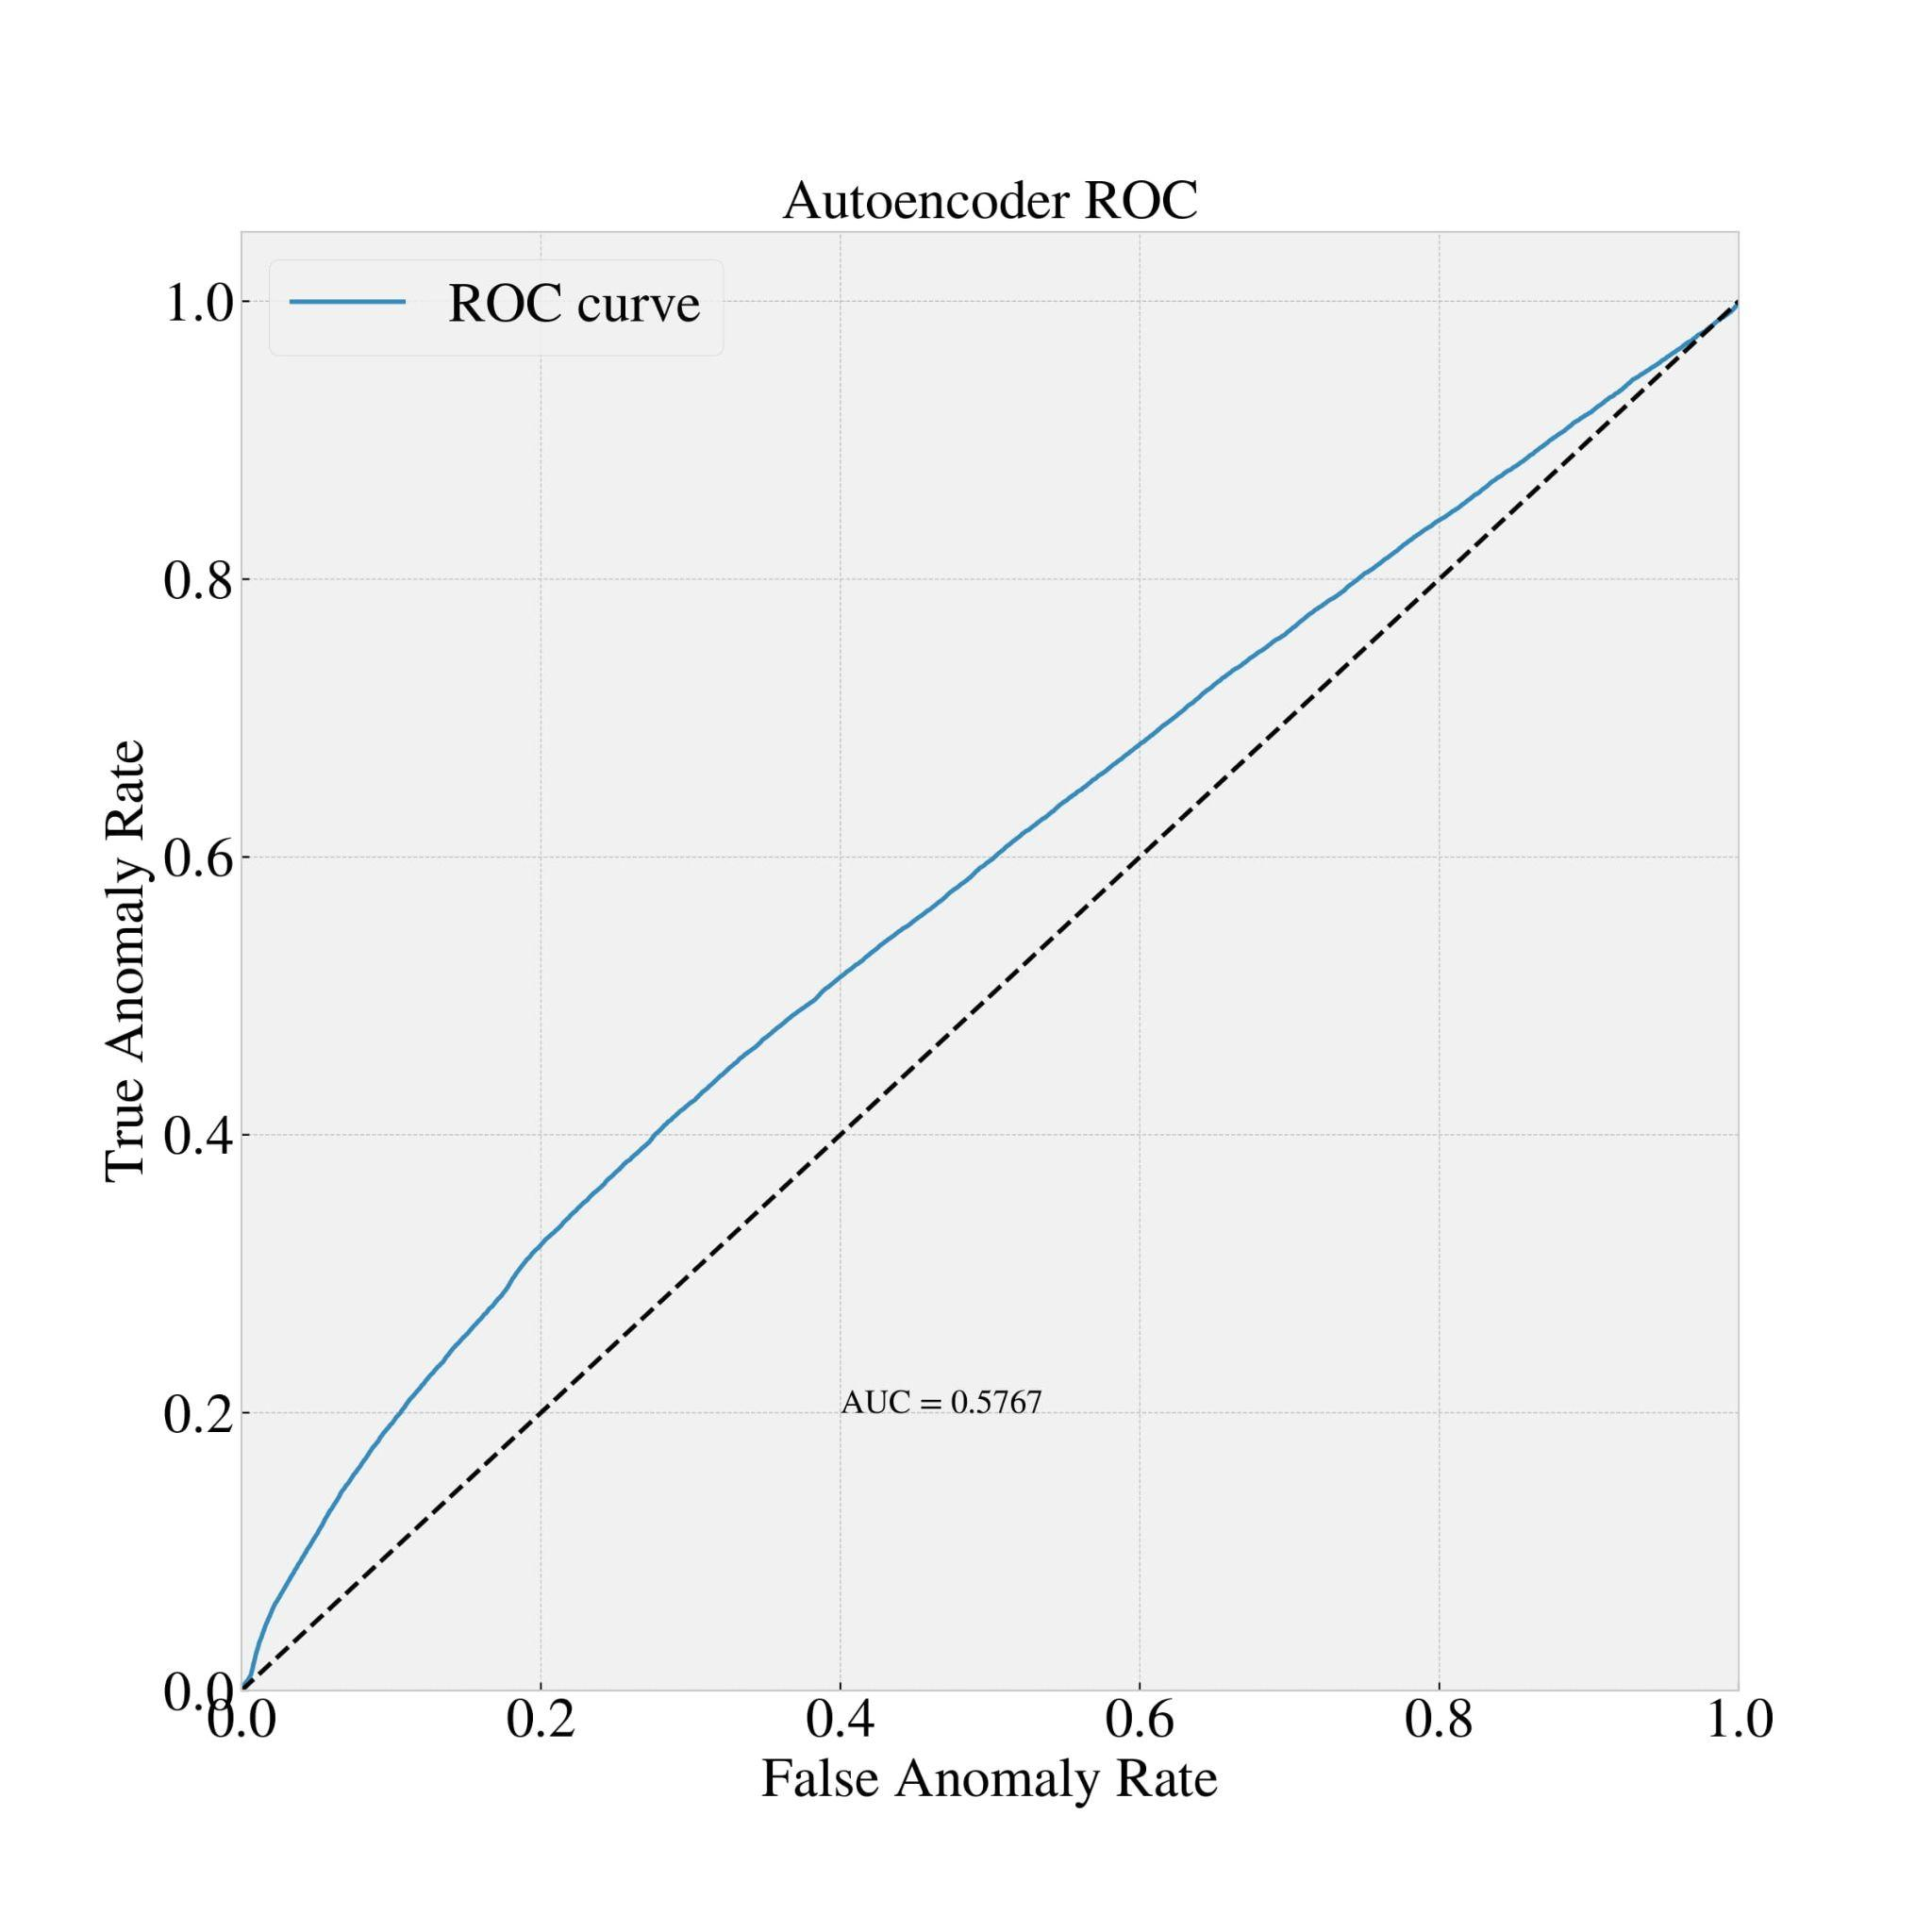 Autoencoder ROC
ROC curve
1.0
0.8
0.6
0.4
0.2
0.0
True Anomaly Rate
AUC = 0.5767
0.0 0.2 0.4 0.6 0.8 1.0
False Anomaly Rate